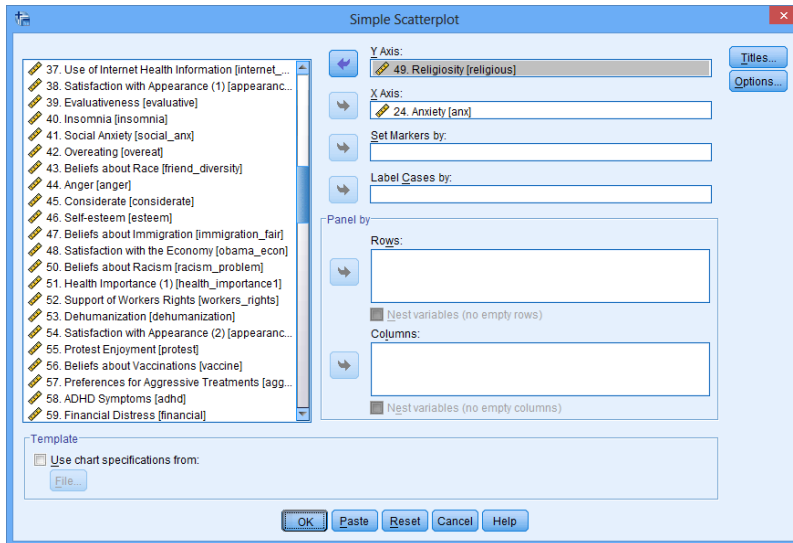 Simple Scatterplot
37. Use of Internet Health Information [internet_...
38. Satisfaction with Appearance (1) [appearanc...
39. Evaluativeness [evaluative]
40. Insomnia [insomnia]
41. Social Anxiety [social_anx]
42. Overeating [overeat]
43. Beliefs about Race [friend_diversity]
44. Anger [anger]
45. Considerate [considerate]
46. Self-esteem [esteem]
47. Beliefs about Immigration [immigration_fair]
48. Satisfaction with the Economy [obama_econ]
50. Beliefs about Racism [racism_problem]
51. Health Importance (1) [health_importance1]
52. Support of Workers Rights [workers_rights]
53. Dehumanization [dehumanization]
54. Satisfaction with Appearance (2) [appearanc...
55. Protest Enjoyment [protest]
56. Beliefs about Vaccinations [vaccine]
57. Preferences for Aggressive Treatments [agg...
58. ADHD Symptoms [adhd]
59. Financial Distress [financial]
Y Axis:
49. Religiosity [religious]
X Axis:
24. Anxiety [anx]
Set Markers by:
Label Cases by:
Panel by
Rows:
Nest variables (no empty rows)
Columns:
Nest variables (no empty columns)
Titles...
Options...
Template
Use chart specifications from:
File...
OK Paste Reset Cancel Help